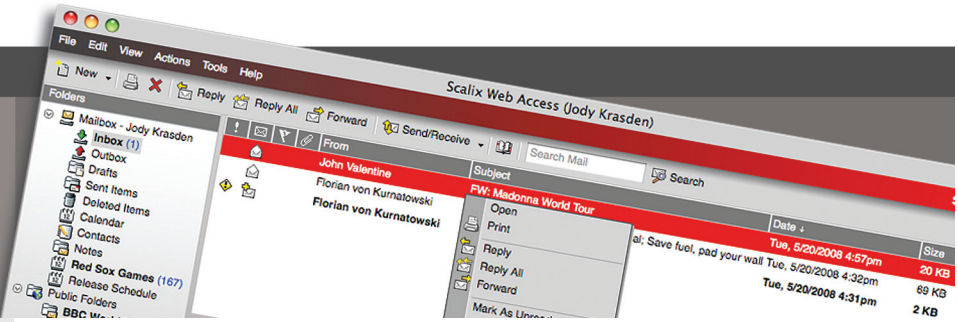 Scalix Web Access (Jody Krasden)
File Edit View Actions Tools Help
New Reply Reply All Forward Send/Receive Search Mail Search
Folders
Mailbox - Jody Krasden
Inbox (1)
Outbox
Drafts
Sent Items
Deleted Items
Calendar
Contacts
Notes
Red Sox Games (167)
Release Schedule
Public Folders
BBC
! From Subject Date Size
John Valentine FW: Madonna World Tour Tue, 5/20/2008 4:57pm 20 KB
Florian von Kurnatowski al; Save fuel, pad your wall Tue, 5/20/2008 4:32pm 69 KB
Florian von Kurnatowski Tue, 5/20/2008 4:31pm 2 KB
Open
Print
Reply
Reply All
Forward
Mark As